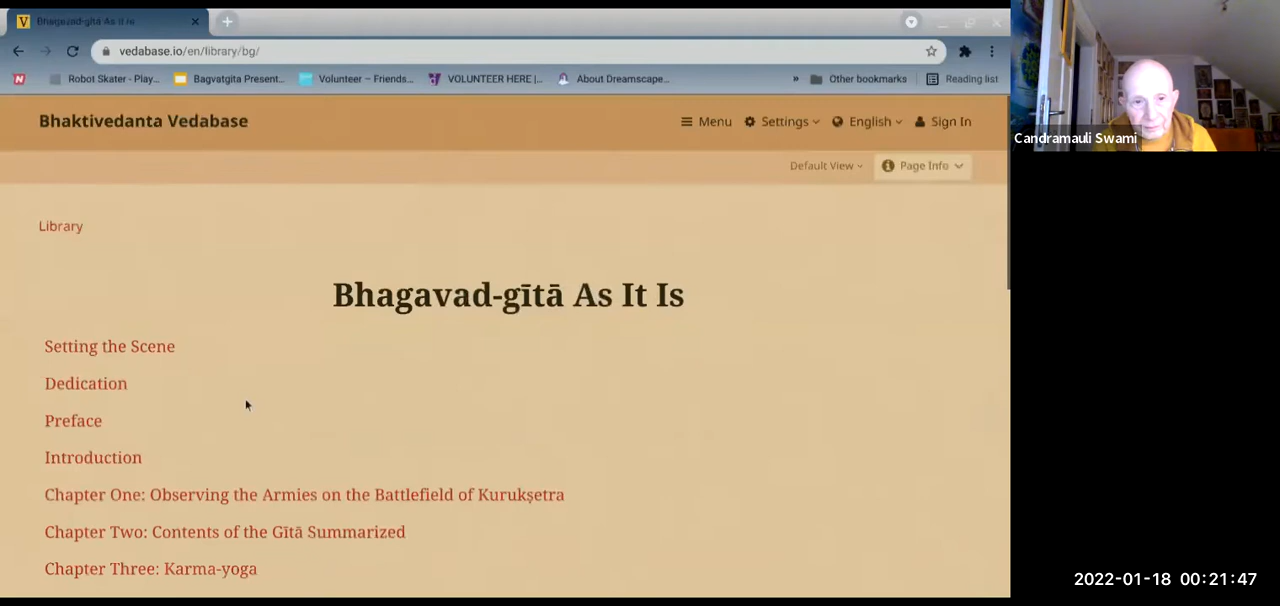 Bhagavad-gītā As It Is
vedabase.io/en/library/bg/
Robot Skater - Play... Bagvatgita Present... Volunteer – Friends... VOLUNTEER HERE |... About Dreamscape... » Other bookmarks Reading list
Bhaktivedanta Vedabase Menu Settings English Sign In
Default View Page Info
Library
Bhagavad-gītā As It Is
Setting the Scene
Dedication
Preface
Introduction
Chapter One: Observing the Armies on the Battlefield of Kurukṣetra
Chapter Two: Contents of the Gītā Summarized
Chapter Three: Karma-yoga
Candramauli Swami
2022-01-18 00:21:47